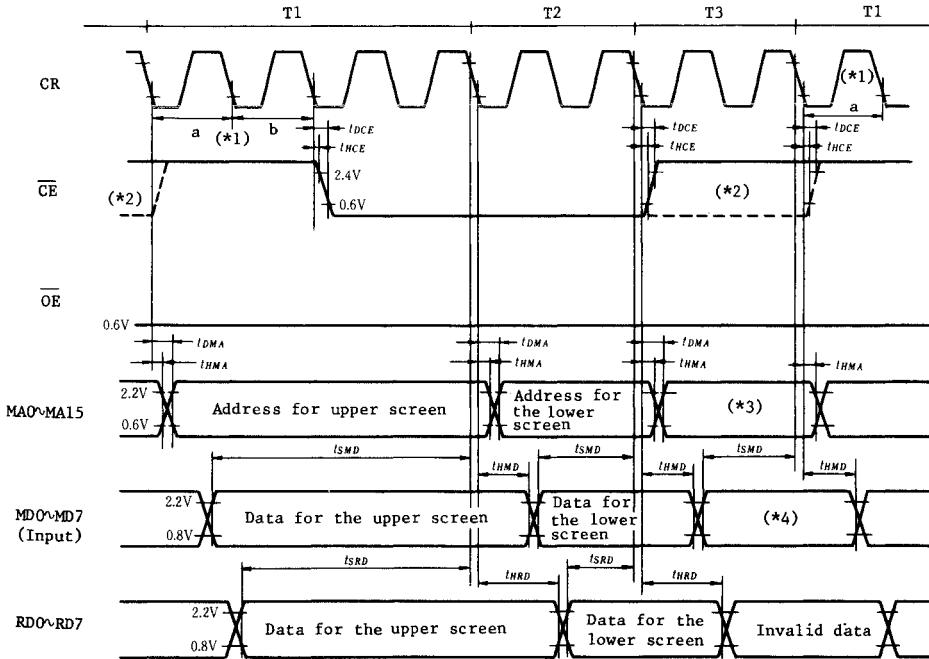 T1 T2 T3 T1
CR
(*1)
a b a
(*1)
tDCE tDCE tDCE
tHCE tHCE tHCE
2.4V
CE (*2) (*2)
0.6V
OE
0.6V
tDMA tDMA tDMA
tHMA tHMA tHMA tHMA
2.2V
MA0~MA15 Address for upper screen Address for the lower screen (*3)
0.6V
tSMD tSMD tSMD
tHMD tHMD tHMD
2.2V
MD0~MD7 Data for the upper screen Data for the lower screen (*4)
(Input) 0.8V
tSRD tSRD
tHRD tHRD
2.2V
RD0~RD7 Data for the upper screen Data for the lower screen Invalid data
0.8V